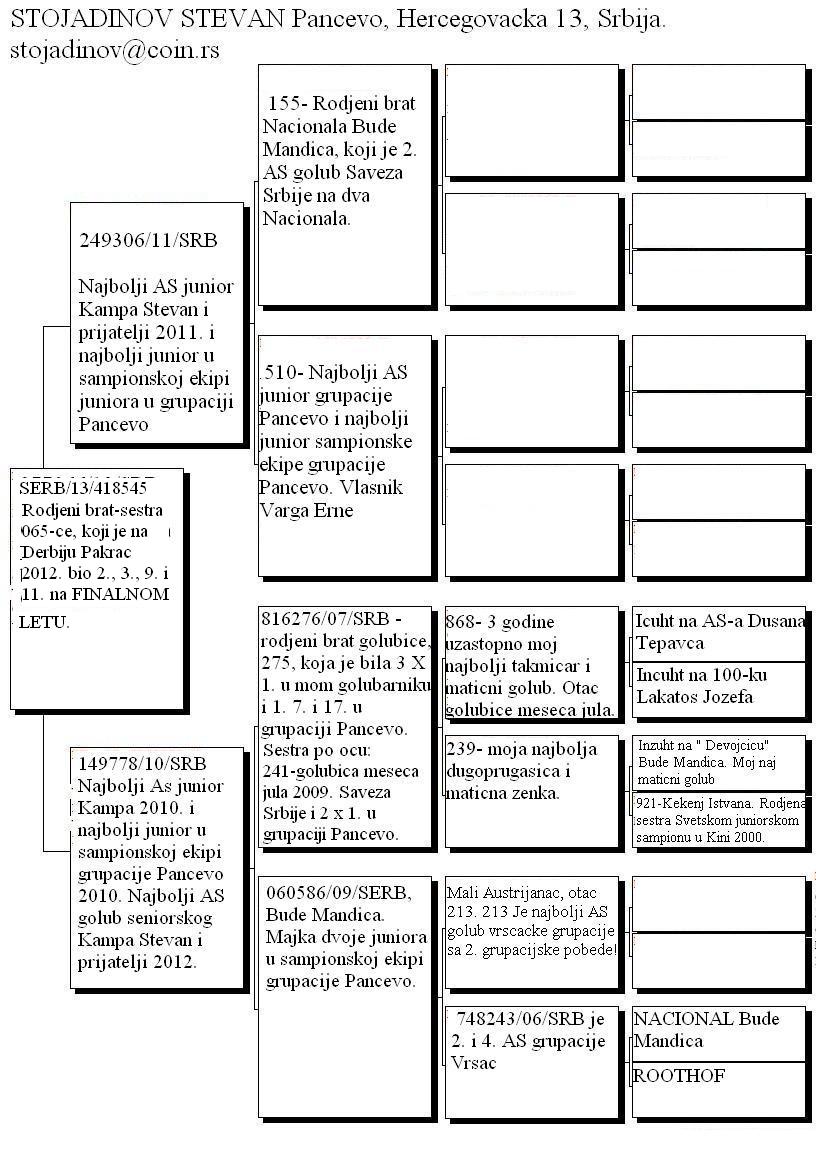 STOJADINOV STEVAN Pancevo, Hercegovacka 13, Srbija.
stojadinov@coin.rs
SERB/13/418545
Rodjeni brat-sestra
065-ce, koji je na
Derbiju Pakrac
2012. bio 2., 3., 9. i
11. na FINALNOM
LETU.
249306/11/SRB
Najbolji AS junior
Kampa Stevan i
prijatelji 2011. i
najbolji junior u
sampionskoj ekipi
juniora u grupaciji
Pancevo
149778/10/SRB
Najbolji As junior
Kampa 2010. i
najbolji junior u
sampionskoj ekipi
grupacije Pancevo
2010. Najbolji AS
golub seniorskog
Kampa Stevan i
prijatelji 2012.
155- Rodjeni brat
Nacionala Bude
Mandica, koji je 2.
AS golub Saveza
Srbije na dva
Nacionala.
510- Najbolji AS
junior grupacije
Pancevo i najbolji
junior sampionske
ekipe grupacije
Pancevo. Vlasnik
Varga Erne
816276/07/SRB -
rodjeni brat golubice,
275, koja je bila 3 X
1. u mom golubarniku
i 1. 7. i 17. u
grupaciji Pancevo.
Sestra po ocu:
241-golubica meseca
jula 2009. Saveza
Srbije i 2 x 1. u
grupaciji Pancevo.
060586/09/SERB,
Bude Mandica.
Majka dvoje juniora
u sampionskoj ekipi
grupacije Pancevo.
868- 3 godine
uzastopno moj
najbolji takmicar i
maticni golub. Otac
golubice meseca jula.
239- moja najbolja
dugoprugasica i
maticna zenka.
Mali Austrijanac, otac
213. 213 Je najbolji AS
golub vrscacke grupacije
sa 2. grupacijske pobede!
748243/06/SRB je
2. i 4. AS grupacije
Vrsac
Icuht na AS-a Dusana
Tepavca
Incuht na 100-ku
Lakatos Jozefa
Inzuht na " Devojcicu"
Bude Mandica. Moj naj
maticni golub
921-Kekenj Istvana. Rodjena
sestra Svetskom juniorskom
sampionu u Kini 2000.
NACIONAL Bude
Mandica
ROOTHOF